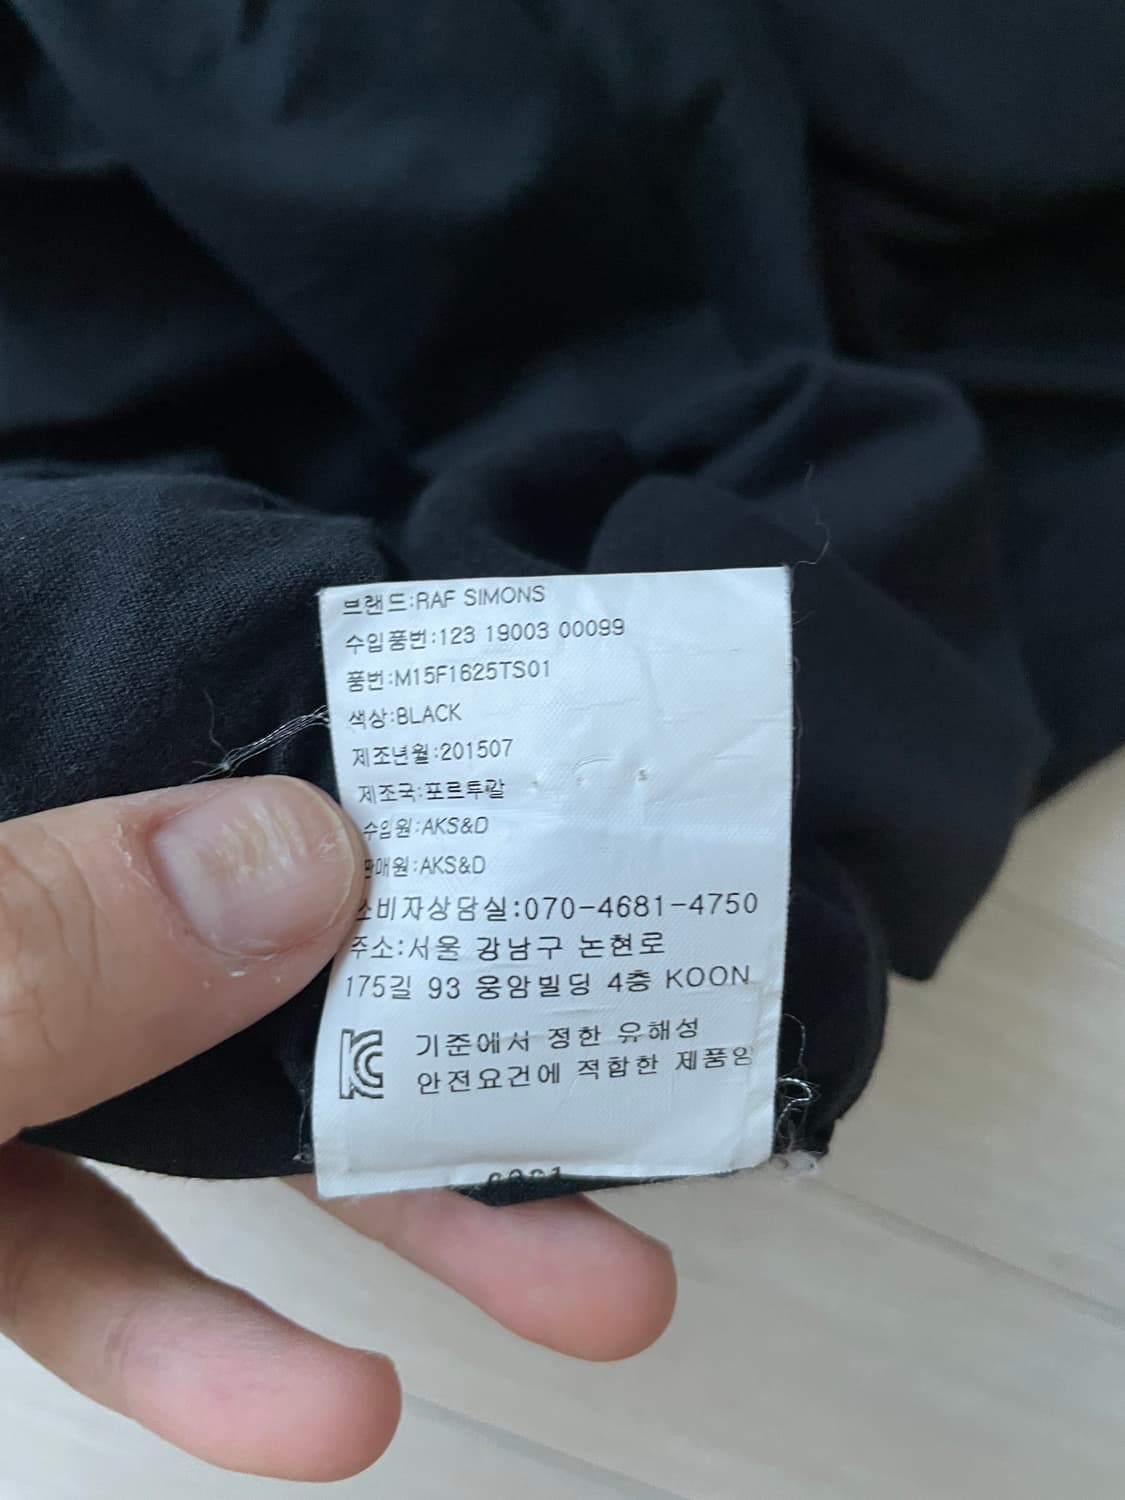 브랜드:RAF SIMONS
수입품번:123 19003 00099
품번:M15F1625TS01
색상:BLACK
제조년월:201507
제조국:포르투갈
수입원:AKS&D
판매원:AKS&D
소비자상담실:070-4681-4750
주소:서울 강남구 논현로
175길 93 웅암빌딩 4층 KOON
기준에서 정한 유해성
안전요건에 적합한 제품임